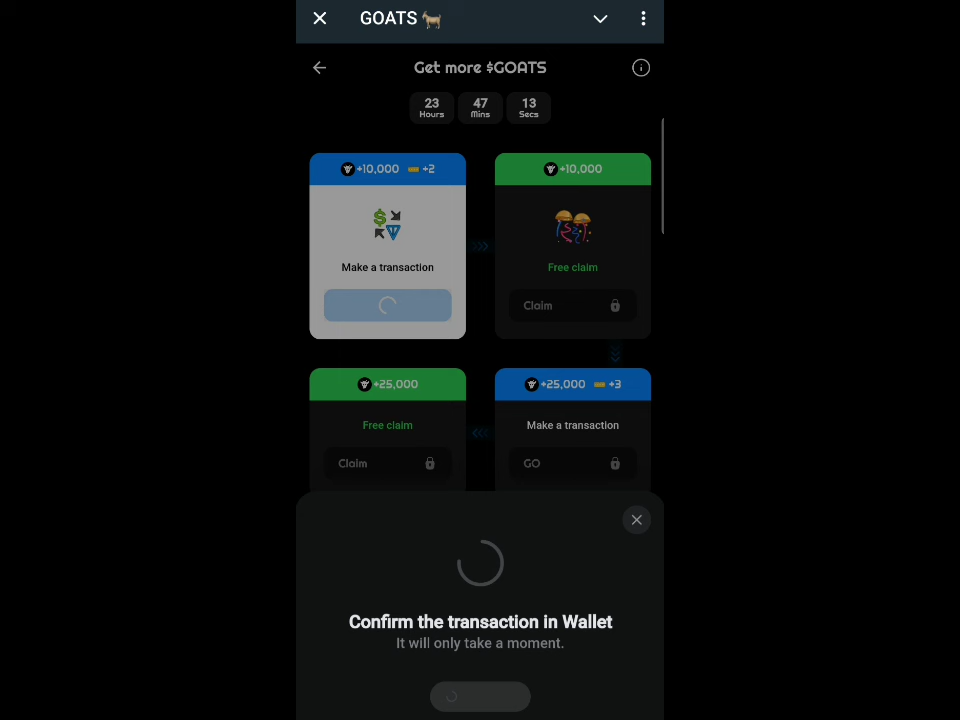 GOATS 🐐
Get more $GOATS
23 47 13
Hours Mins Secs
+10,000 +2
Make a transaction
+10,000
Free claim
Claim
+25,000
Free claim
Claim
+25,000 +3
Make a transaction
GO
Confirm the transaction in Wallet
It will only take a moment.